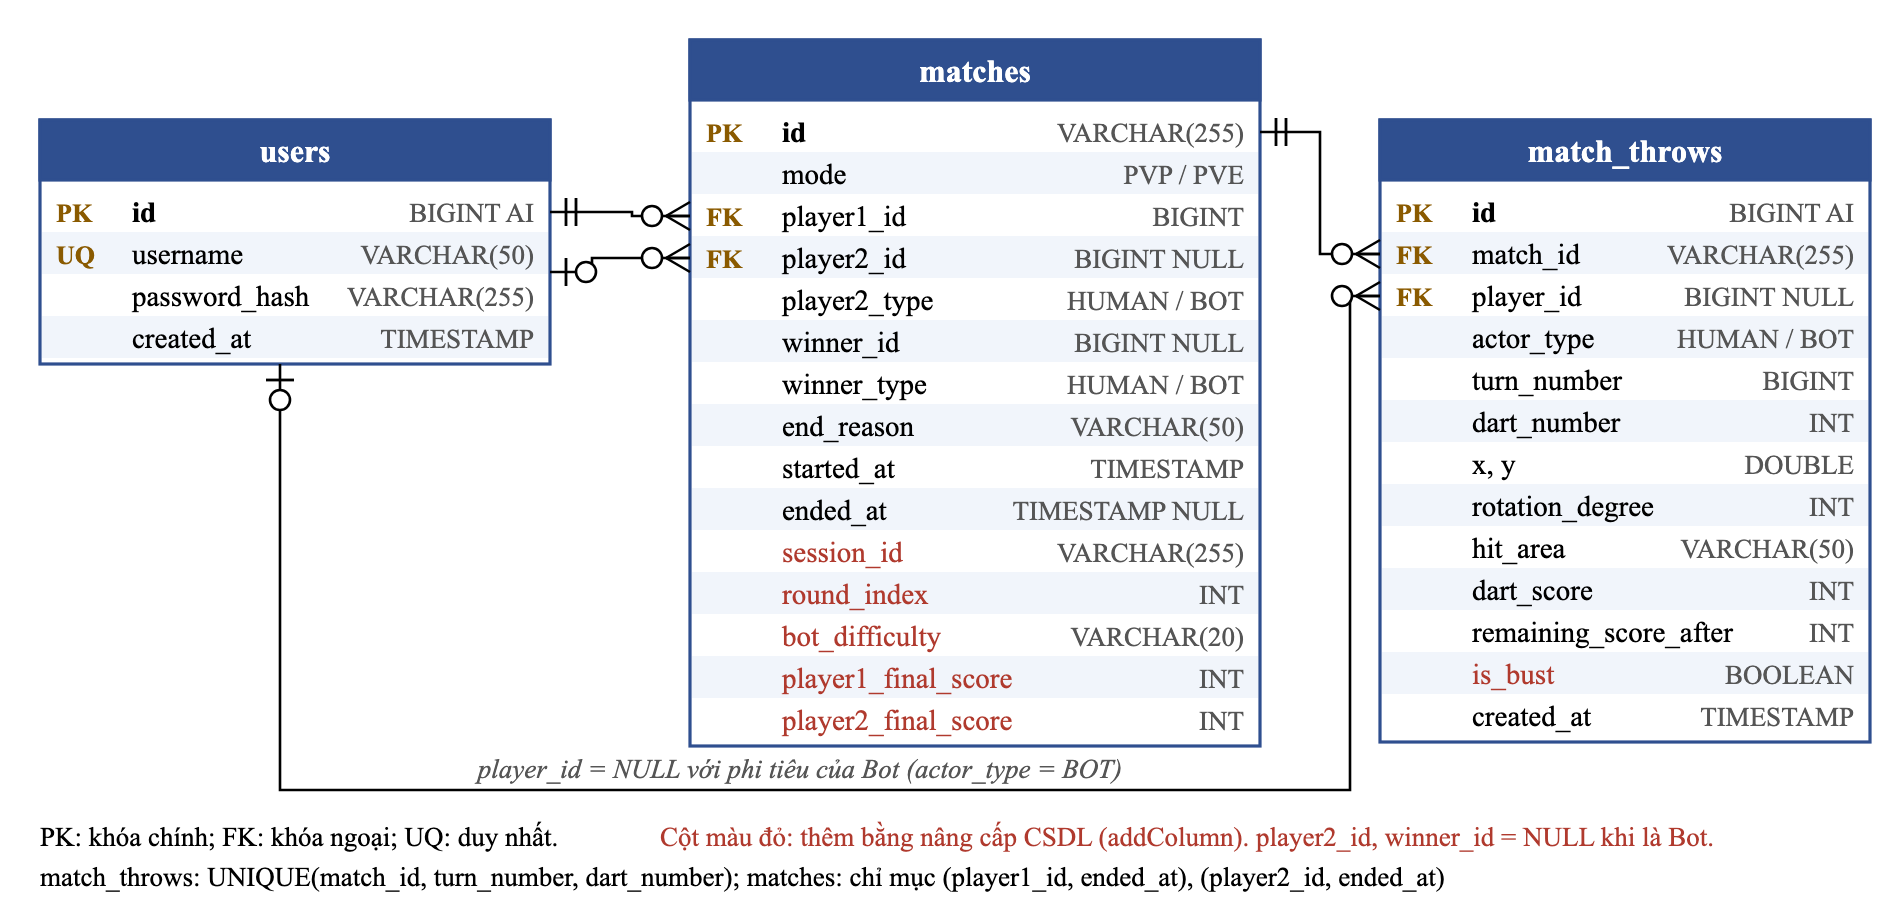 users
PK id BIGINT AI
UQ username VARCHAR(50)
password_hash VARCHAR(255)
created_at TIMESTAMP
matches
PK id VARCHAR(255)
mode PVP / PVE
FK player1_id BIGINT
FK player2_id BIGINT NULL
player2_type HUMAN / BOT
winner_id BIGINT NULL
winner_type HUMAN / BOT
end_reason VARCHAR(50)
started_at TIMESTAMP
ended_at TIMESTAMP NULL
session_id VARCHAR(255)
round_index INT
bot_difficulty VARCHAR(20)
player1_final_score INT
player2_final_score INT
match_throws
PK id BIGINT AI
FK match_id VARCHAR(255)
FK player_id BIGINT NULL
actor_type HUMAN / BOT
turn_number BIGINT
dart_number INT
x, y DOUBLE
rotation_degree INT
hit_area VARCHAR(50)
dart_score INT
remaining_score_after INT
is_bust BOOLEAN
created_at TIMESTAMP
player_id = NULL với phi tiêu của Bot (actor_type = BOT)
PK: khóa chính; FK: khóa ngoại; UQ: duy nhất. Cột màu đỏ: thêm bằng nâng cấp CSDL (addColumn). player2_id, winner_id = NULL khi là Bot.
match_throws: UNIQUE(match_id, turn_number, dart_number); matches: chỉ mục (player1_id, ended_at), (player2_id, ended_at)